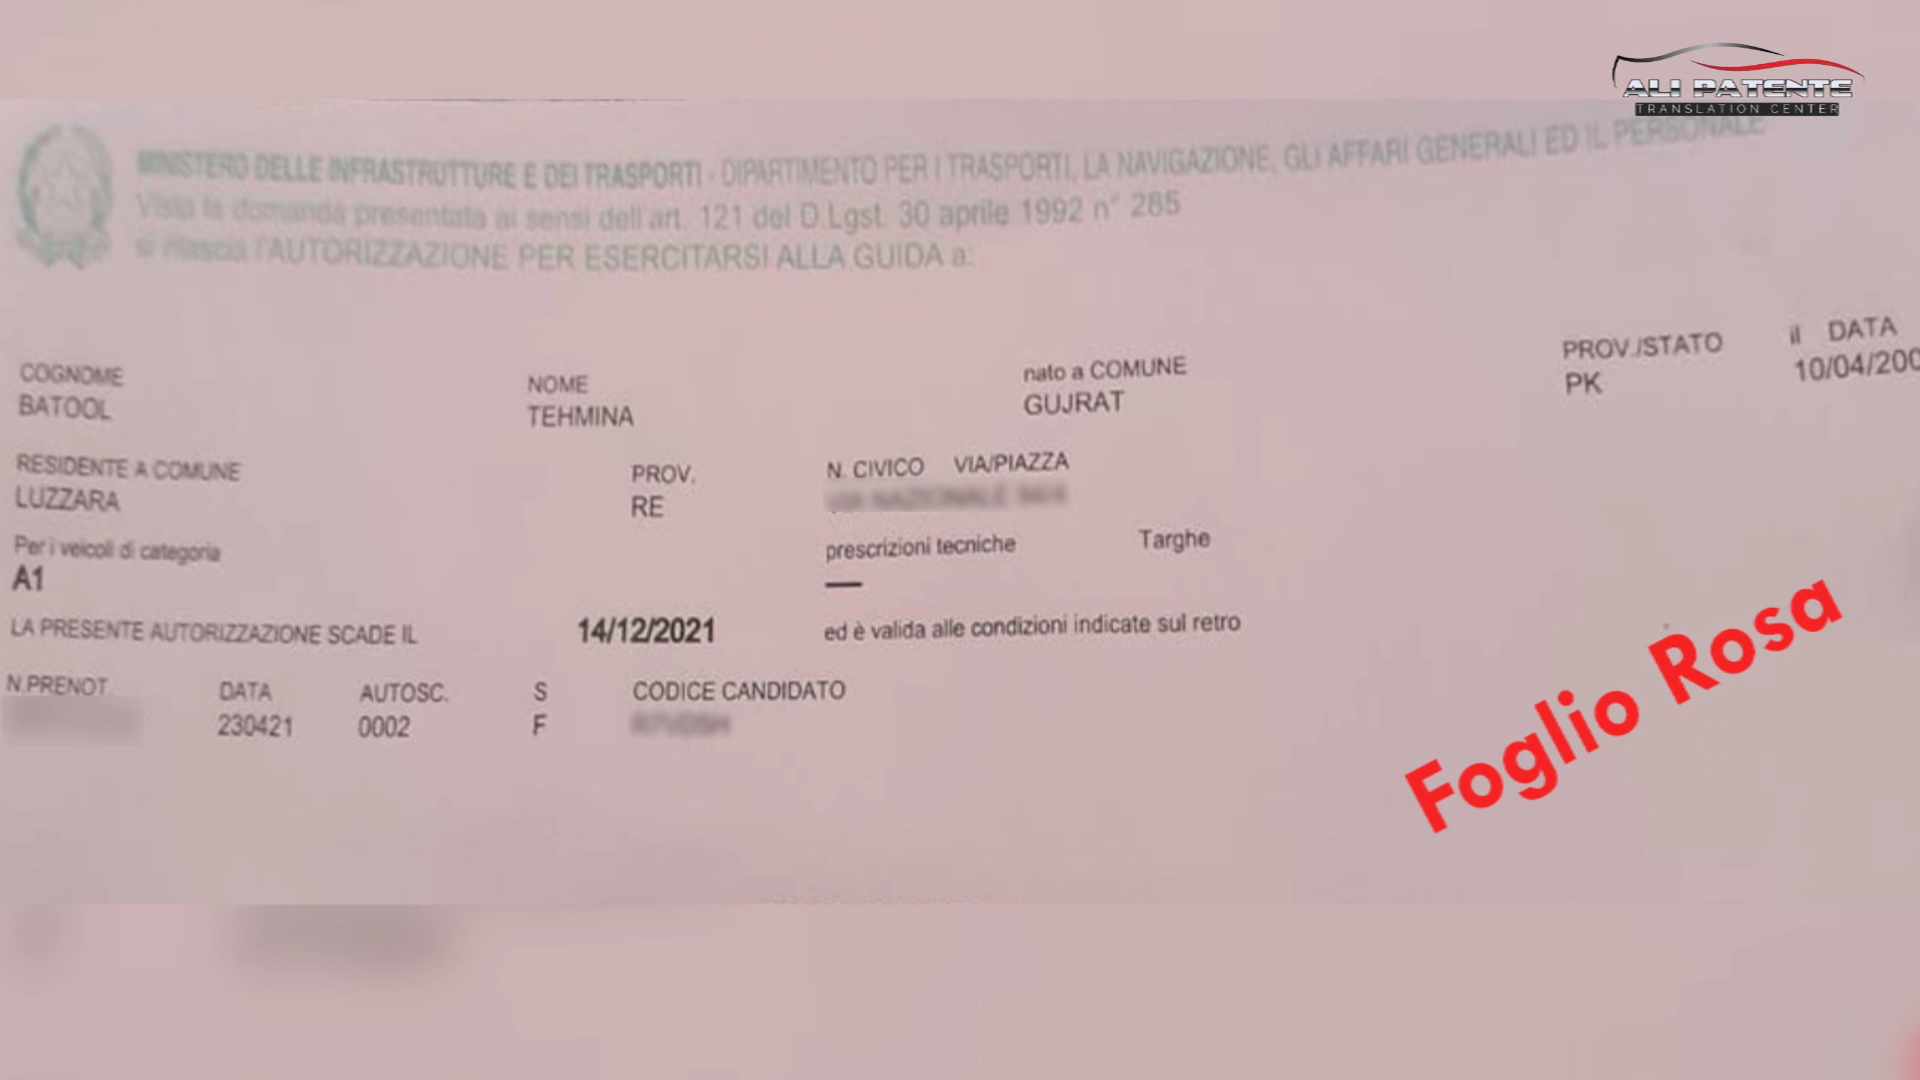 ALI PATENTE
TRANSLATION CENTER
MINISTERO DELLE INFRASTRUTTURE E DEI TRASPORTI - DIPARTIMENTO PER I TRASPORTI, LA NAVIGAZIONE, GLI AFFARI GENERALI ED IL PERSONALE
Vista la domanda presentata ai sensi dell'art. 121 del D.Lgst. 30 aprile 1992 n° 285
si rilascia l'AUTORIZZAZIONE PER ESERCITARSI ALLA GUIDA a:
COGNOME NOME nato a COMUNE PROV./STATO il DATA
BATOOL TEHMINA GUJRAT PK 10/04/200
RESIDENTE A COMUNE PROV. N. CIVICO VIA/PIAZZA
LUZZARA RE
Per i veicoli di categoria prescrizioni tecniche Targhe
A1 —
LA PRESENTE AUTORIZZAZIONE SCADE IL 14/12/2021 ed è valida alle condizioni indicate sul retro
N.PRENOT. DATA AUTOSC. S CODICE CANDIDATO
230421 0002 F
Foglio Rosa